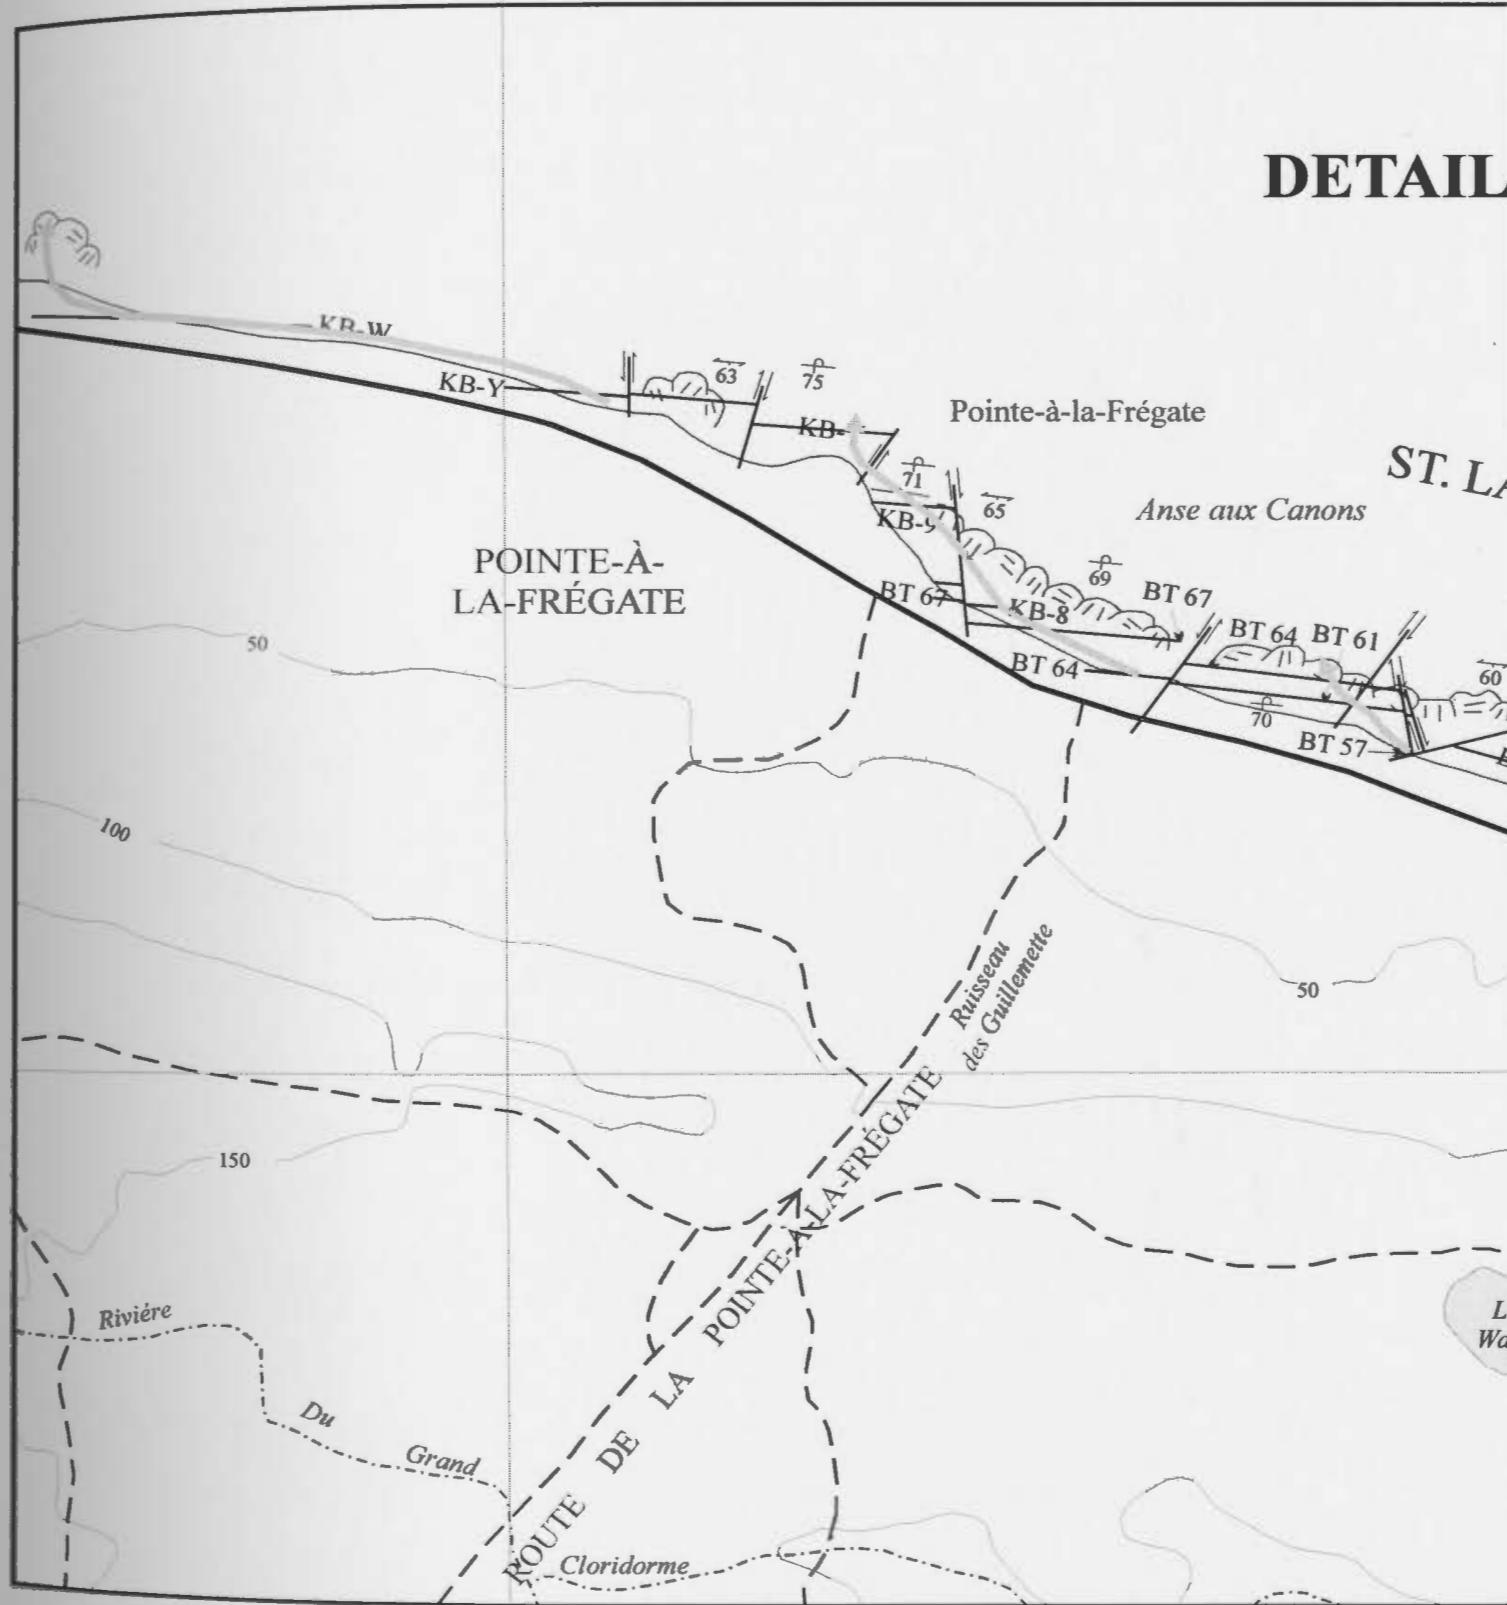 DETAIL
KB-W
63
75
KB-Y
KB-
Pointe-à-la-Frégate
71
65
ST. LA
KB-9
Anse aux Canons
POINTE-À-
LA-FRÉGATE
69
BT 67
BT 67
KB-8
BT 64
BT 61
50
BT 64
60
70
BT 57
100
Ruisseau
des Guillemette
50
150
ROUTE DE LA POINTE-À-LA-FRÉGATE
Riviére
Du
Grand
Cloridorme